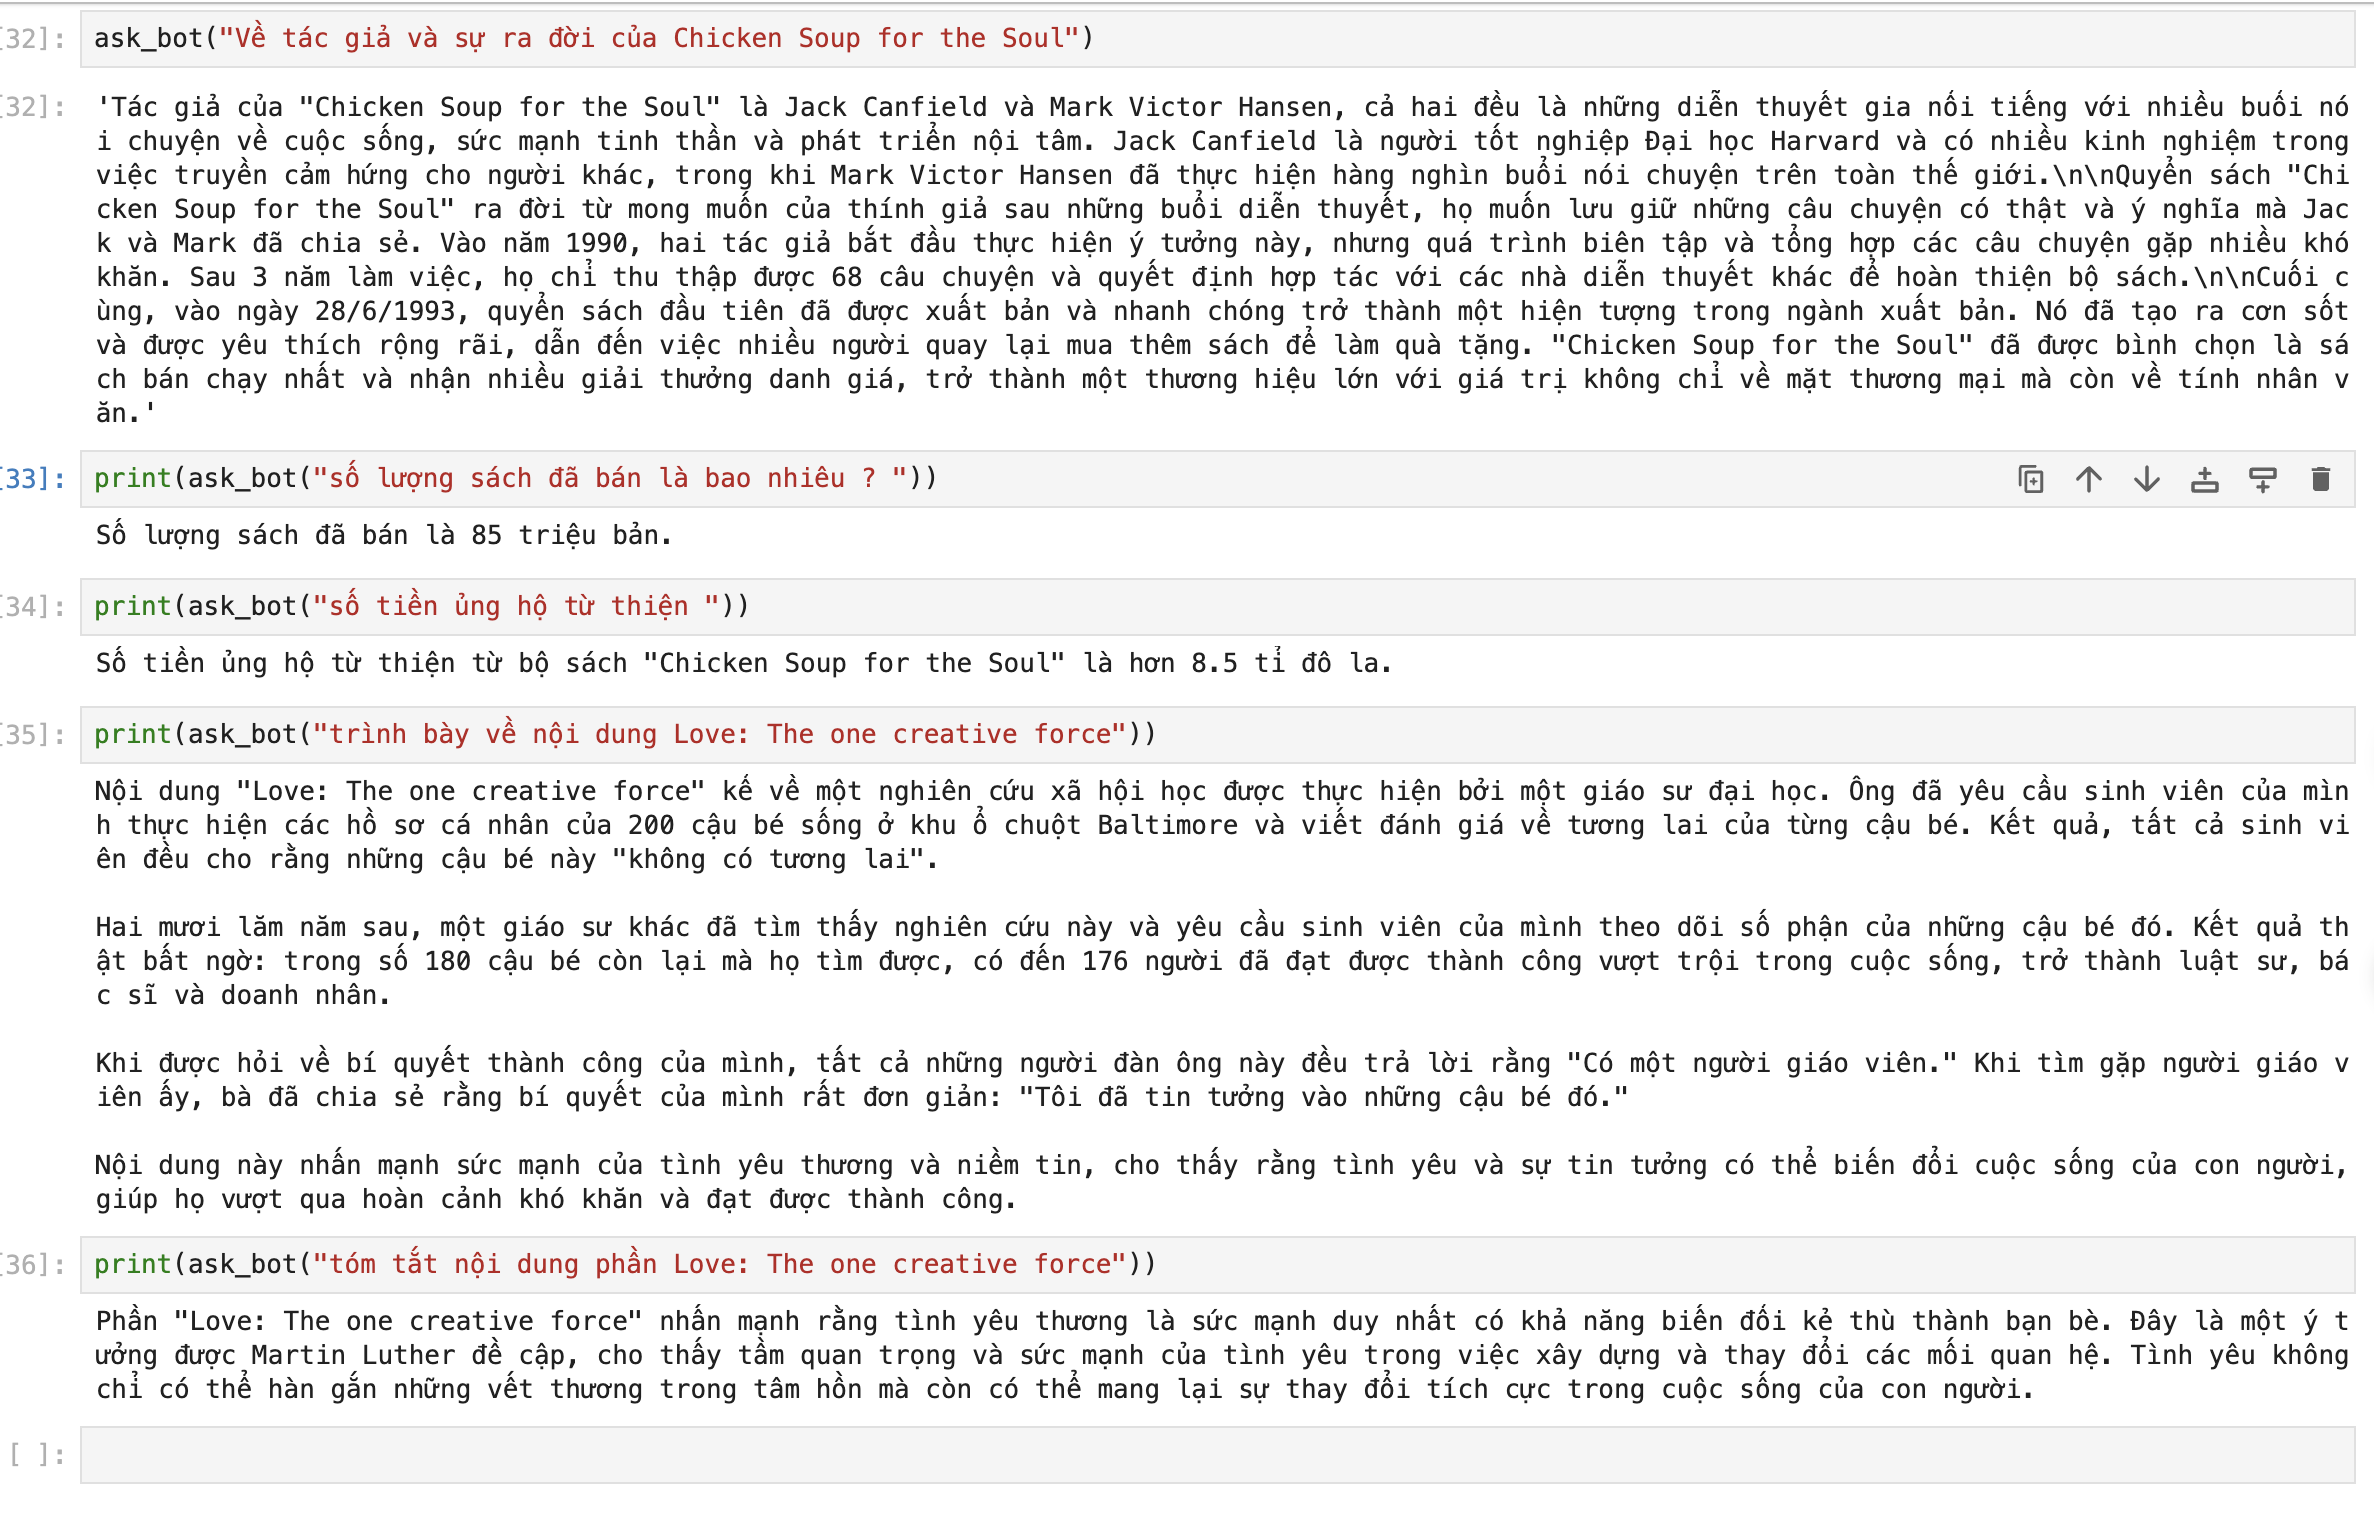 [32]: ask_bot("Về tác giả và sự ra đời của Chicken Soup for the Soul")
[32]: 'Tác giả của "Chicken Soup for the Soul" là Jack Canfield và Mark Victor Hansen, cả hai đều là những diễn thuyết gia nổi tiếng với nhiều buổi nó
i chuyện về cuộc sống, sức mạnh tinh thần và phát triển nội tâm. Jack Canfield là người tốt nghiệp Đại học Harvard và có nhiều kinh nghiệm trong
việc truyền cảm hứng cho người khác, trong khi Mark Victor Hansen đã thực hiện hàng nghìn buổi nói chuyện trên toàn thế giới.\n\nQuyển sách "Chi
cken Soup for the Soul" ra đời từ mong muốn của thính giả sau những buổi diễn thuyết, họ muốn lưu giữ những câu chuyện có thật và ý nghĩa mà Jac
k và Mark đã chia sẻ. Vào năm 1990, hai tác giả bắt đầu thực hiện ý tưởng này, nhưng quá trình biên tập và tổng hợp các câu chuyện gặp nhiều khó
khăn. Sau 3 năm làm việc, họ chỉ thu thập được 68 câu chuyện và quyết định hợp tác với các nhà diễn thuyết khác để hoàn thiện bộ sách.\n\nCuối c
ùng, vào ngày 28/6/1993, quyển sách đầu tiên đã được xuất bản và nhanh chóng trở thành một hiện tượng trong ngành xuất bản. Nó đã tạo ra cơn sốt
và được yêu thích rộng rãi, dẫn đến việc nhiều người quay lại mua thêm sách để làm quà tặng. "Chicken Soup for the Soul" đã được bình chọn là sá
ch bán chạy nhất và nhận nhiều giải thưởng danh giá, trở thành một thương hiệu lớn với giá trị không chỉ về mặt thương mại mà còn về tính nhân v
ăn.'
[33]: print(ask_bot("số lượng sách đã bán là bao nhiêu ? "))
Số lượng sách đã bán là 85 triệu bản.
[34]: print(ask_bot("số tiền ủng hộ từ thiện "))
Số tiền ủng hộ từ thiện từ bộ sách "Chicken Soup for the Soul" là hơn 8.5 tỉ đô la.
[35]: print(ask_bot("trình bày về nội dung Love: The one creative force"))
Nội dung "Love: The one creative force" kể về một nghiên cứu xã hội học được thực hiện bởi một giáo sư đại học. Ông đã yêu cầu sinh viên của mìn
h thực hiện các hồ sơ cá nhân của 200 cậu bé sống ở khu ổ chuột Baltimore và viết đánh giá về tương lai của từng cậu bé. Kết quả, tất cả sinh vi
ên đều cho rằng những cậu bé này "không có tương lai".
Hai mươi lăm năm sau, một giáo sư khác đã tìm thấy nghiên cứu này và yêu cầu sinh viên của mình theo dõi số phận của những cậu bé đó. Kết quả th
ật bất ngờ: trong số 180 cậu bé còn lại mà họ tìm được, có đến 176 người đã đạt được thành công vượt trội trong cuộc sống, trở thành luật sư, bá
c sĩ và doanh nhân.
Khi được hỏi về bí quyết thành công của mình, tất cả những người đàn ông này đều trả lời rằng "Có một người giáo viên." Khi tìm gặp người giáo v
iên ấy, bà đã chia sẻ rằng bí quyết của mình rất đơn giản: "Tôi đã tin tưởng vào những cậu bé đó."
Nội dung này nhấn mạnh sức mạnh của tình yêu thương và niềm tin, cho thấy rằng tình yêu và sự tin tưởng có thể biến đổi cuộc sống của con người,
giúp họ vượt qua hoàn cảnh khó khăn và đạt được thành công.
[36]: print(ask_bot("tóm tắt nội dung phần Love: The one creative force"))
Phần "Love: The one creative force" nhấn mạnh rằng tình yêu thương là sức mạnh duy nhất có khả năng biến đổi kẻ thù thành bạn bè. Đây là một ý t
ưởng được Martin Luther đề cập, cho thấy tầm quan trọng và sức mạnh của tình yêu trong việc xây dựng và thay đổi các mối quan hệ. Tình yêu không
chỉ có thể hàn gắn những vết thương trong tâm hồn mà còn có thể mang lại sự thay đổi tích cực trong cuộc sống của con người.
[ ]: